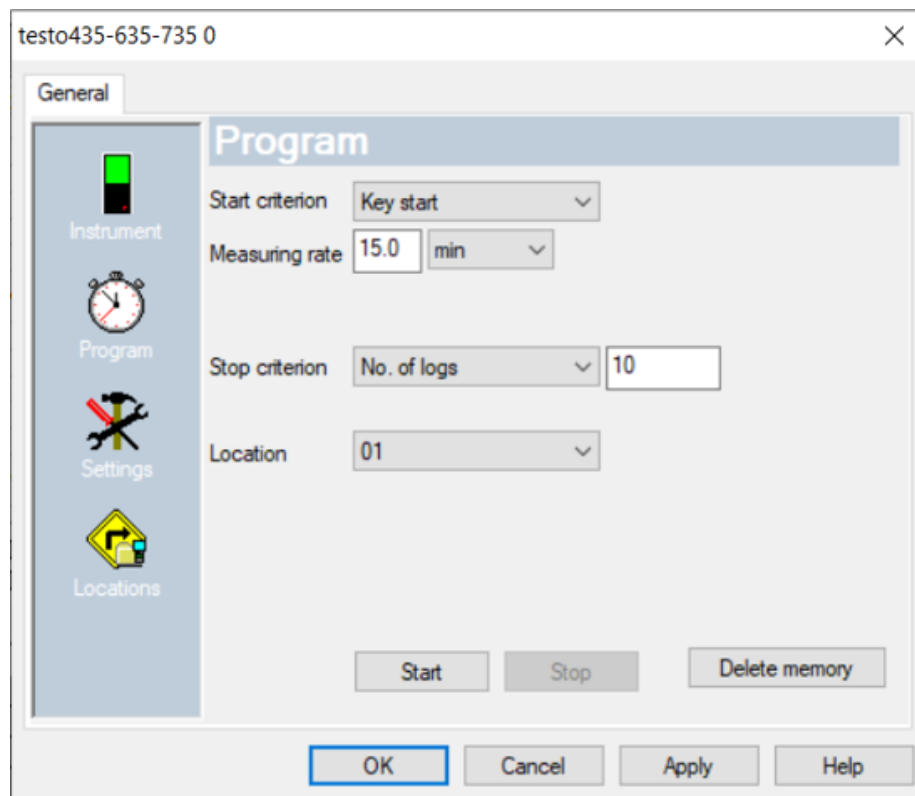 testo435-635-735 0
General
Program
Instrument
Program
Settings
Locations
Start criterion Key start
Measuring rate 15.0 min
Stop criterion No. of logs 10
Location 01
Start Stop Delete memory
OK Cancel Apply Help